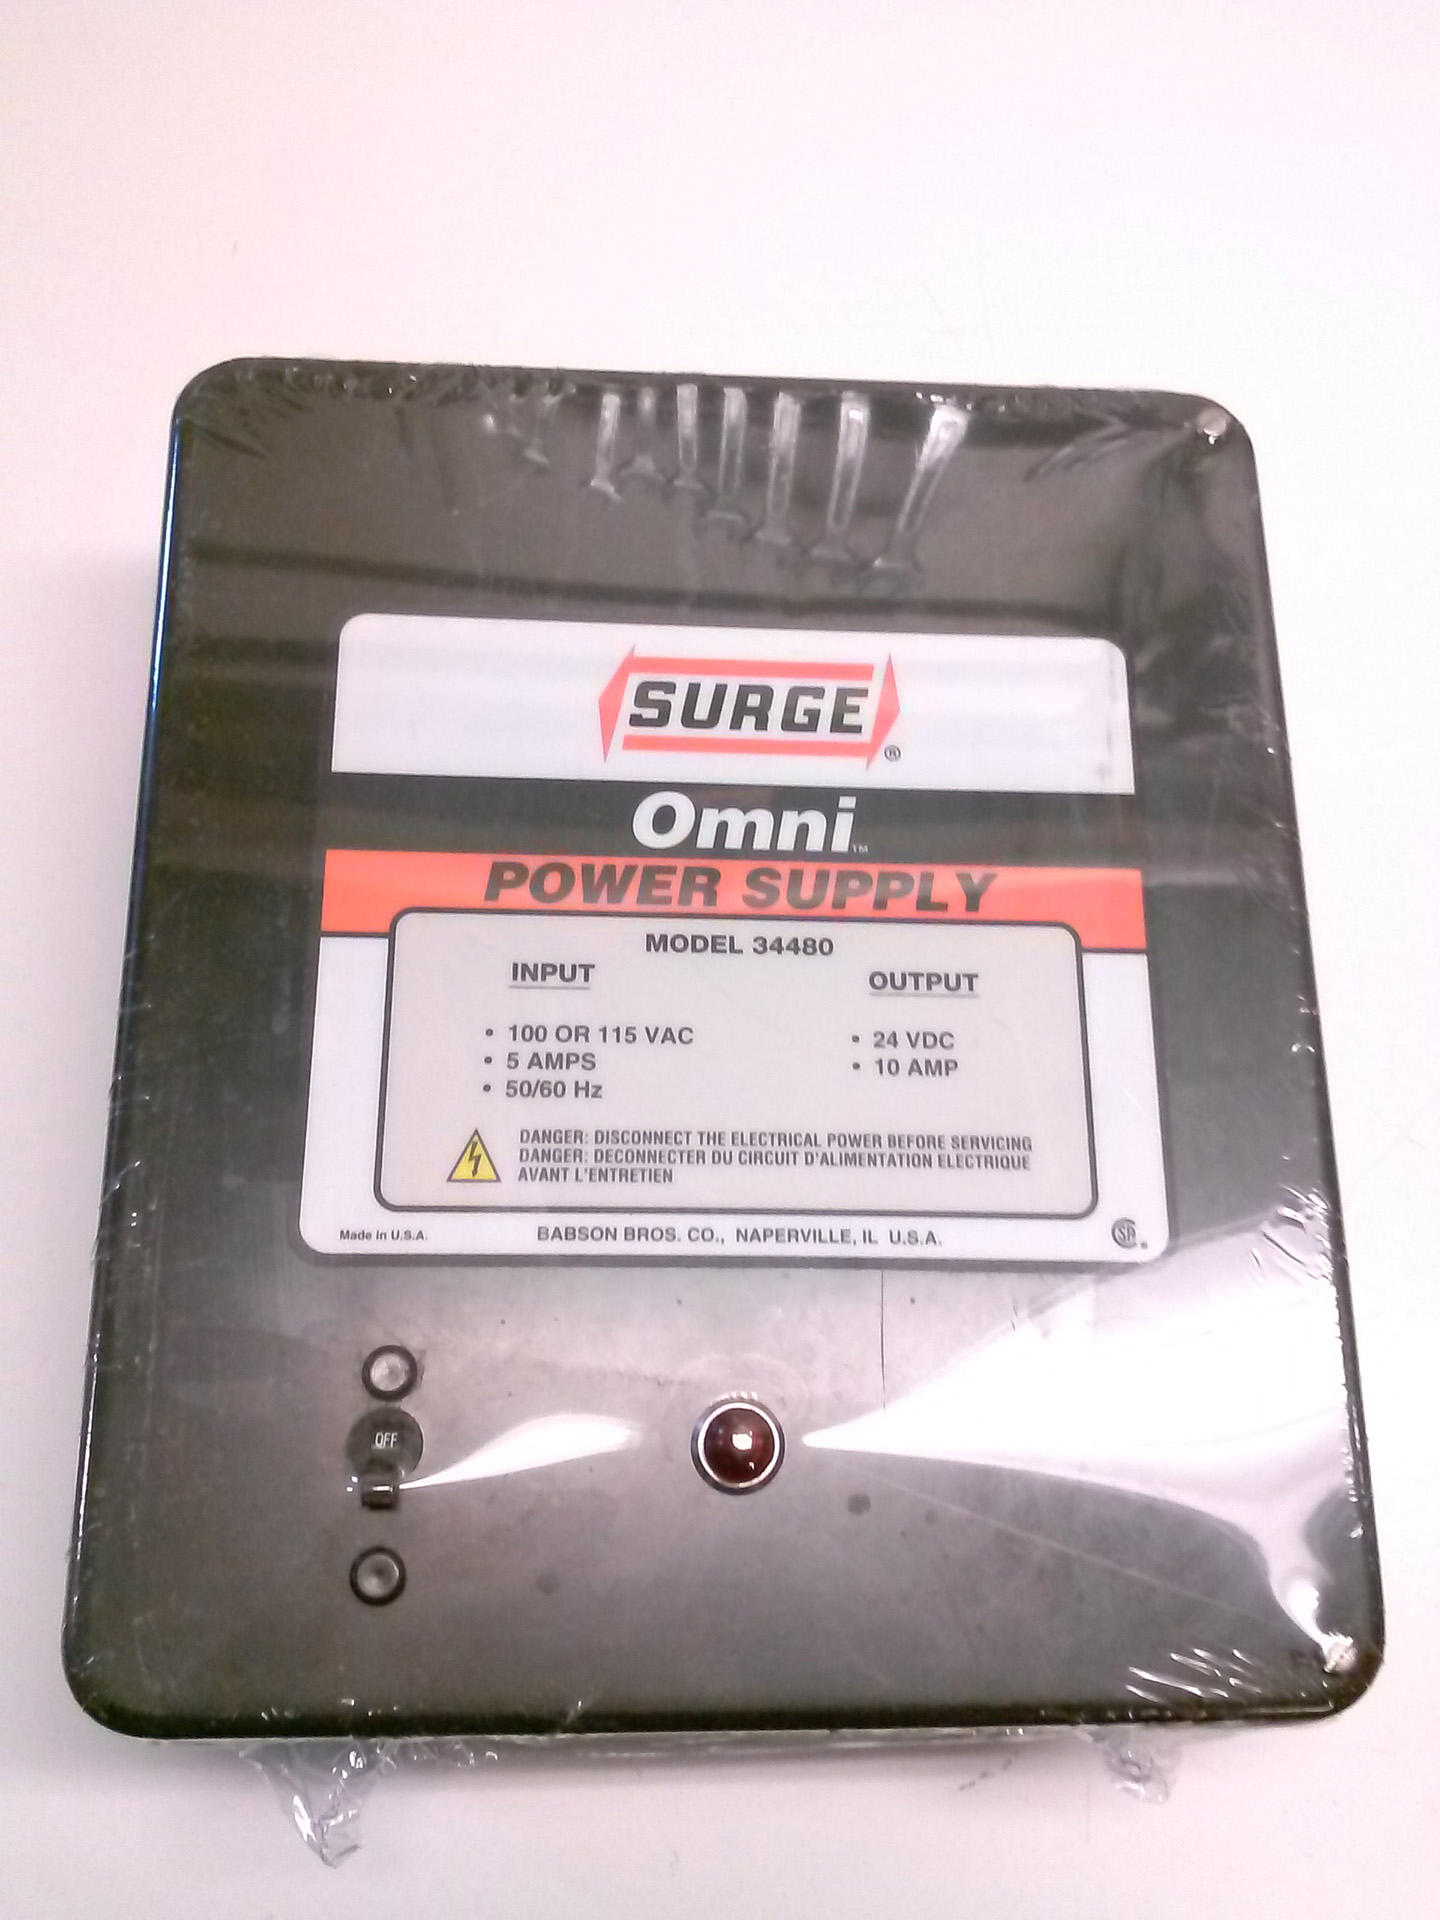 SURGE®
Omni™
POWER SUPPLY
MODEL 34480
INPUT OUTPUT
• 100 OR 115 VAC • 24 VDC
• 5 AMPS • 10 AMP
• 50/60 Hz
DANGER: DISCONNECT THE ELECTRICAL POWER BEFORE SERVICING
DANGER: DECONNECTER DU CIRCUIT D'ALIMENTATION ELECTRIQUE
AVANT L'ENTRETIEN
Made in U.S.A. BABSON BROS. CO., NAPERVILLE, IL U.S.A. SA®
OFF